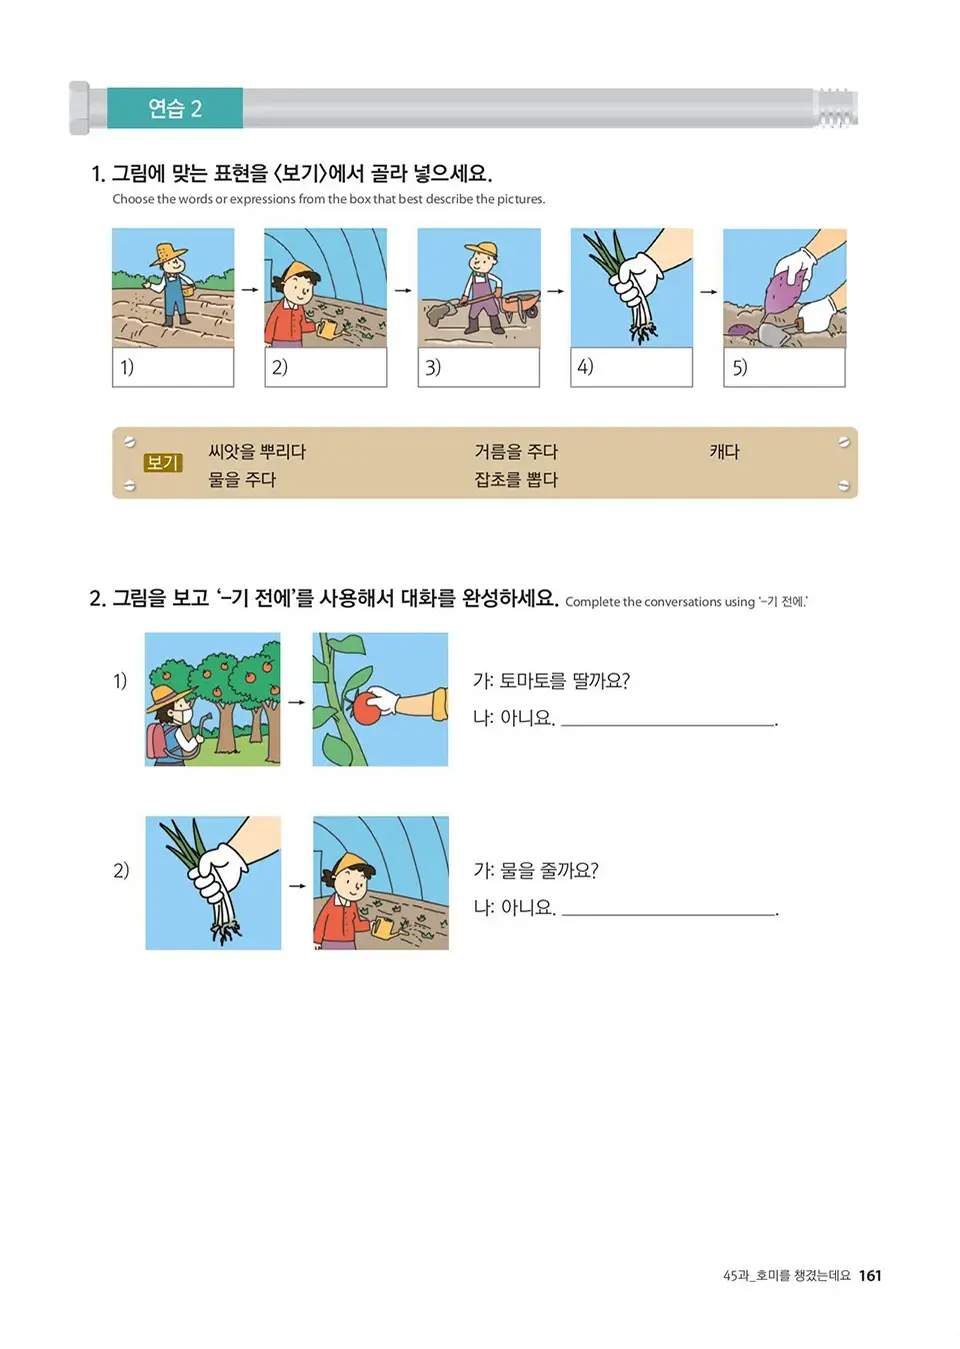 연습 2
1. 그림에 맞는 표현을 <보기>에서 골라 넣으세요.
Choose the words or expressions from the box that best describe the pictures.
1)
2)
3)
4)
5)
보기
씨앗을 뿌리다 거름을 주다 캐다
물을 주다 잡초를 뽑다
2. 그림을 보고 ‘–기 전에’를 사용해서 대화를 완성하세요. Complete the conversations using ‘–기 전에.’
1)
가: 토마토를 딸까요?
나: 아니요. ______________________.
2)
가: 물을 줄까요?
나: 아니요. ______________________.
45과_호미를 챙겼는데요 161